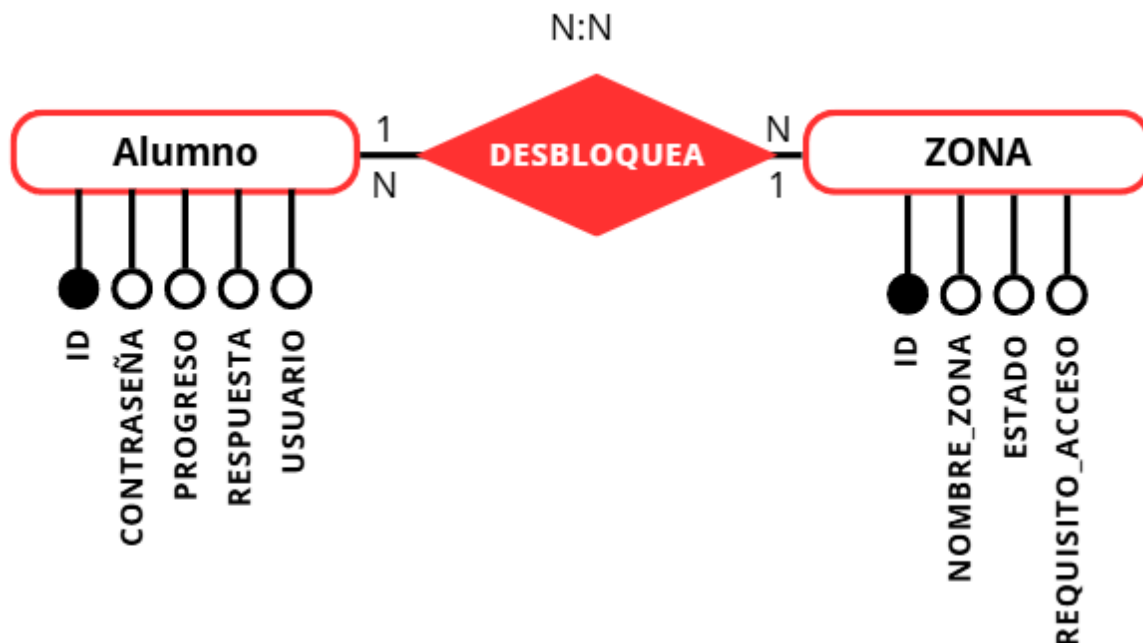 N:N
Alumno
1
N
DESBLOQUEA
N
1
ZONA
ID
CONTRASEÑA
PROGRESO
RESPUESTA
USUARIO
ID
NOMBRE_ZONA
ESTADO
REQUISITO_ACCESO